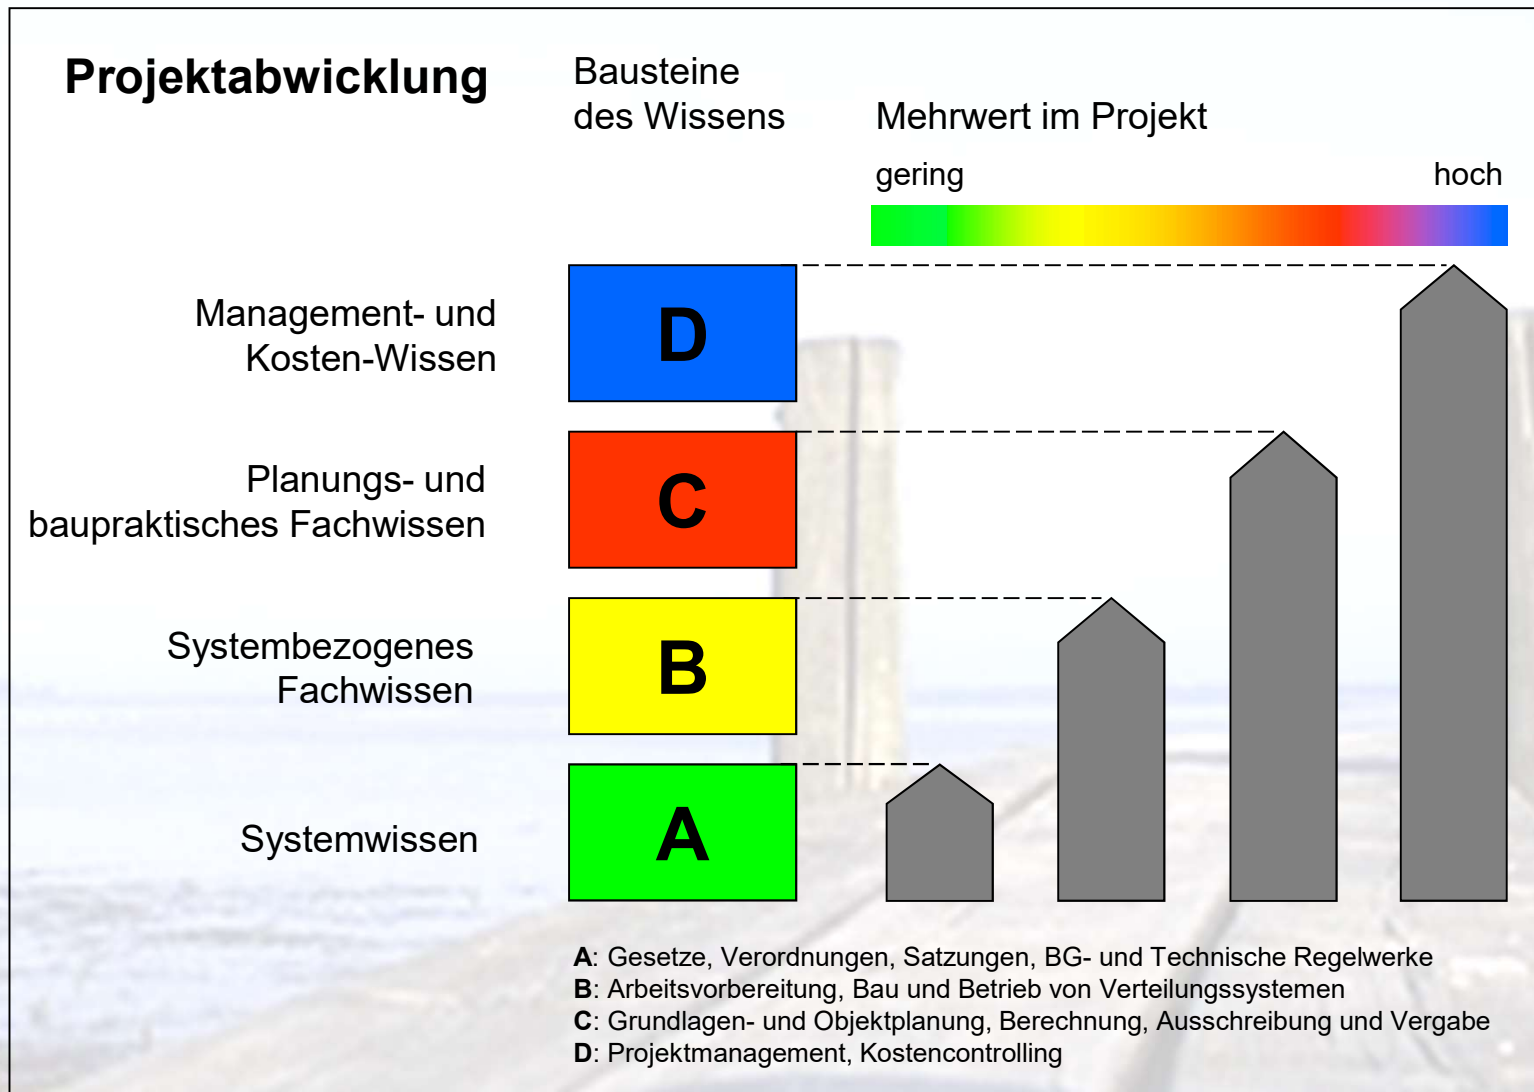 Projektabwicklung
Bausteine
des Wissens
Mehrwert im Projekt
gering
hoch
Management- und
Kosten-Wissen
D
Planungs- und
baupraktisches Fachwissen
C
Systembezogenes
Fachwissen
B
Systemwissen
A
A: Gesetze, Verordnungen, Satzungen, BG- und Technische Regelwerke
B: Arbeitsvorbereitung, Bau und Betrieb von Verteilungssystemen
C: Grundlagen- und Objektplanung, Berechnung, Ausschreibung und Vergabe
D: Projektmanagement, Kostencontrolling